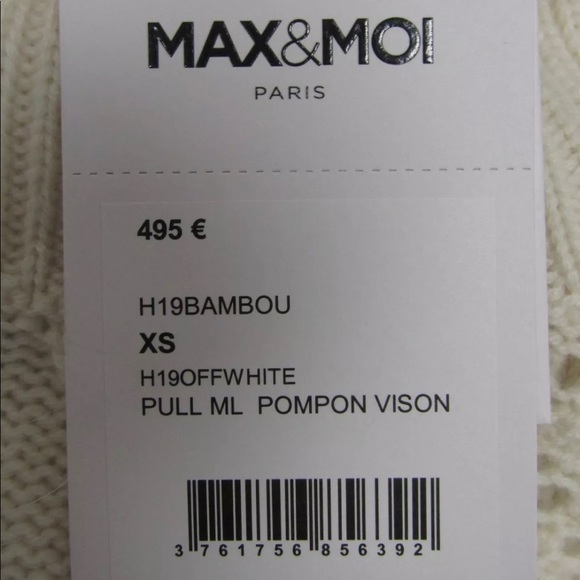 MAX&MOI
PARIS
495 €
H19BAMBOU
XS
H19OFFWHITE
PULL ML POMPON VISON
3 761756 856392